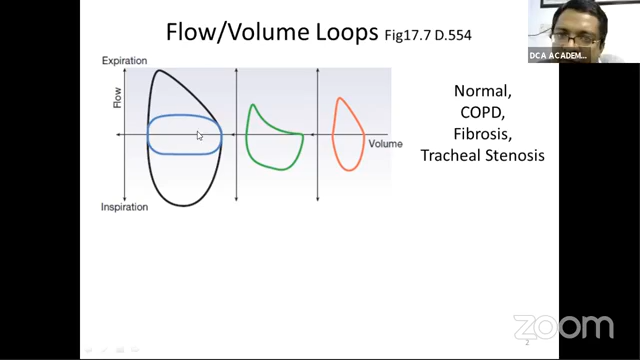 Flow/Volume Loops Fig17.7 D.554
DCA ACADEM...
Expiration
Flow
Volume
Inspiration
Normal,
COPD,
Fibrosis,
Tracheal Stenosis
2
zoom